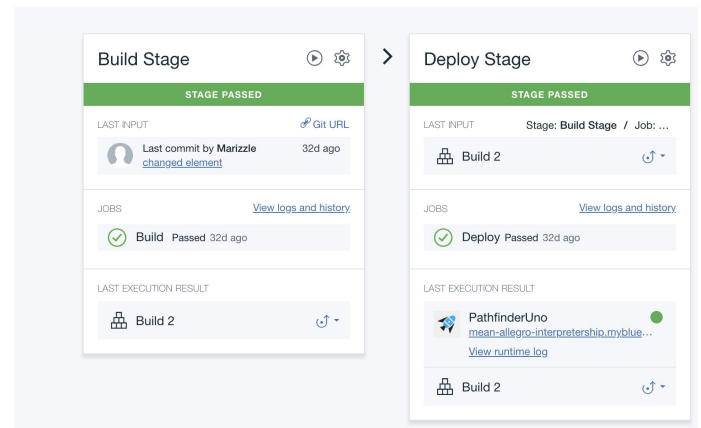 Build Stage
STAGE PASSED
LAST INPUT
Git URL
Last commit by Marizzle
32d ago
changed element
JOBS
View logs and history
Build Passed 32d ago
LAST EXECUTION RESULT
Build 2
Deploy Stage
STAGE PASSED
LAST INPUT
Stage: Build Stage / Job: ...
Build 2
JOBS
View logs and history
Deploy Passed 32d ago
LAST EXECUTION RESULT
PathfinderUno
mean-allegro-interpretership.myblue...
View runtime log
Build 2